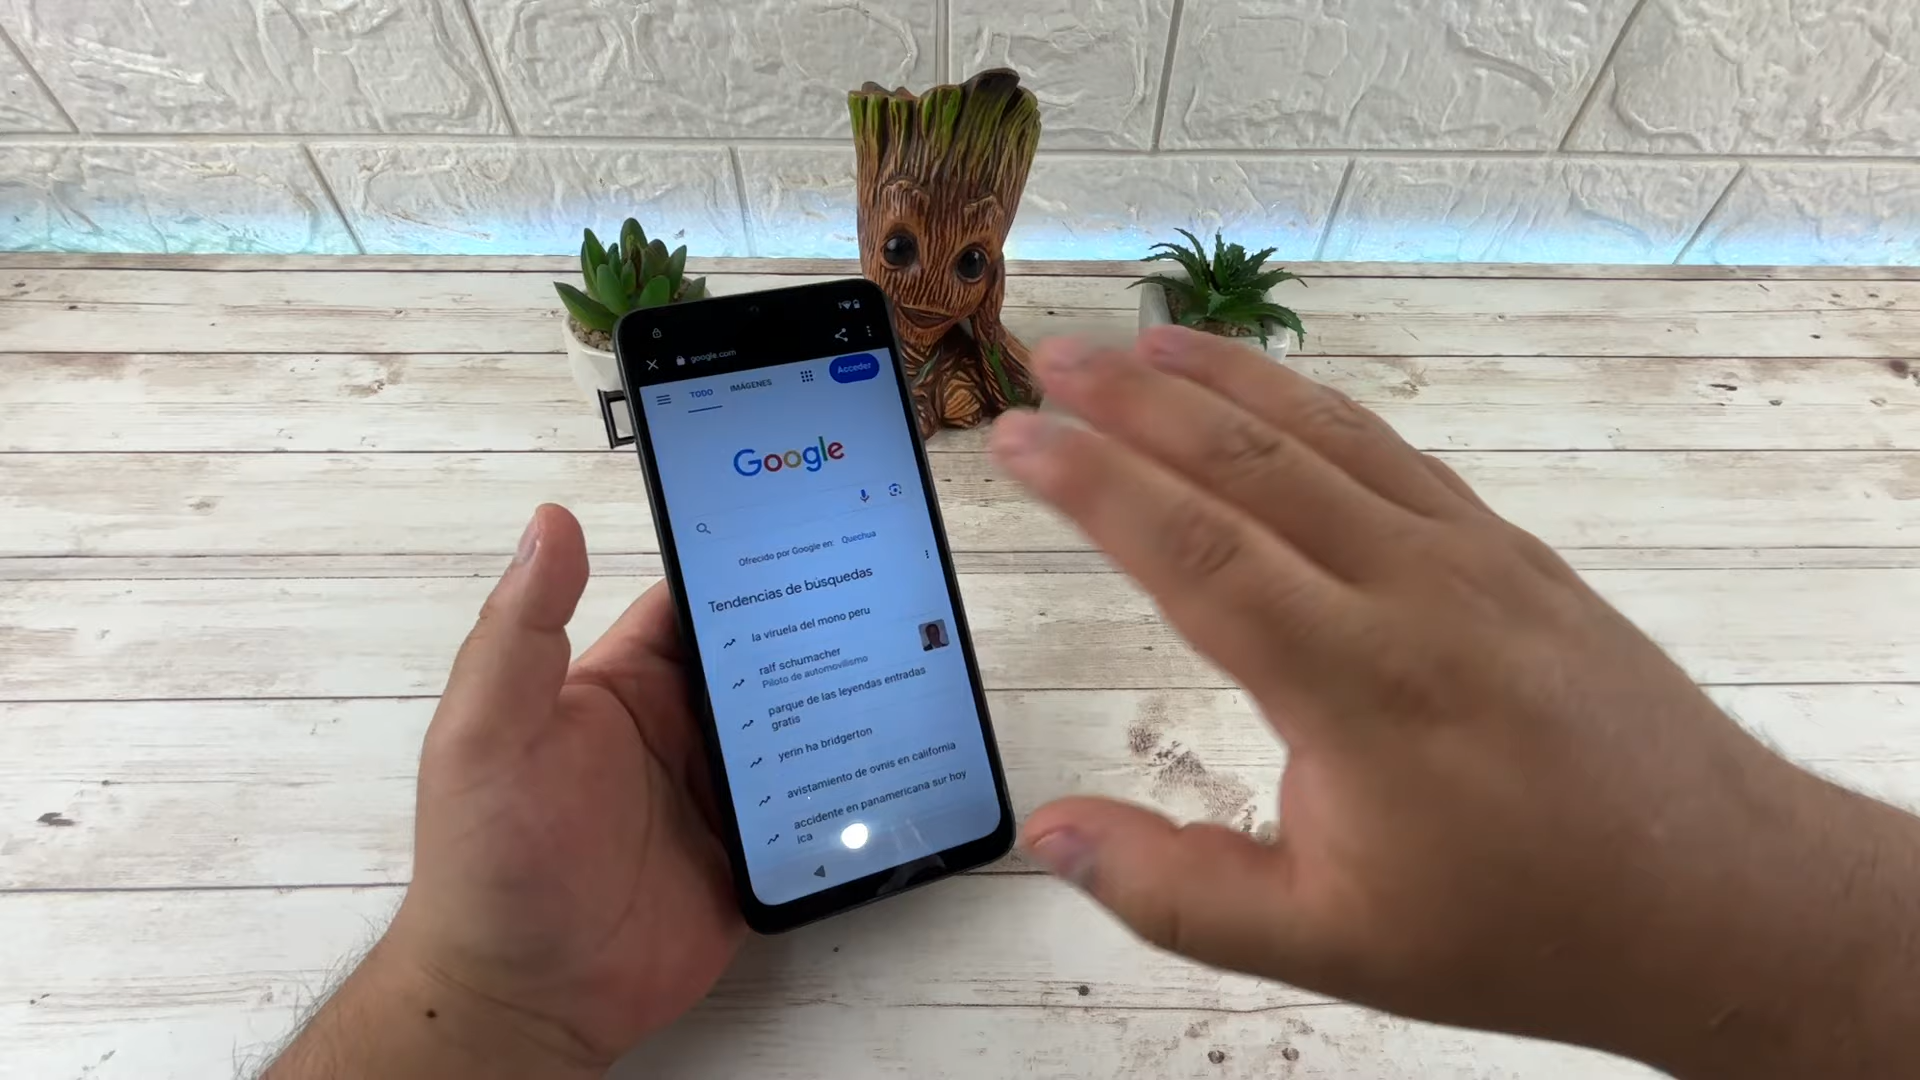 google.com
TODO IMÁGENES Acceder
Google
Ofrecido por Google en: Quechua
Tendencias de búsquedas
la viruela del mono peru
ralf schumacher
Piloto de automovilismo
parque de las leyendas entradas
gratis
yerin ha bridgerton
avistamiento de ovnis en california
accidente en panamericana sur hoy
ica